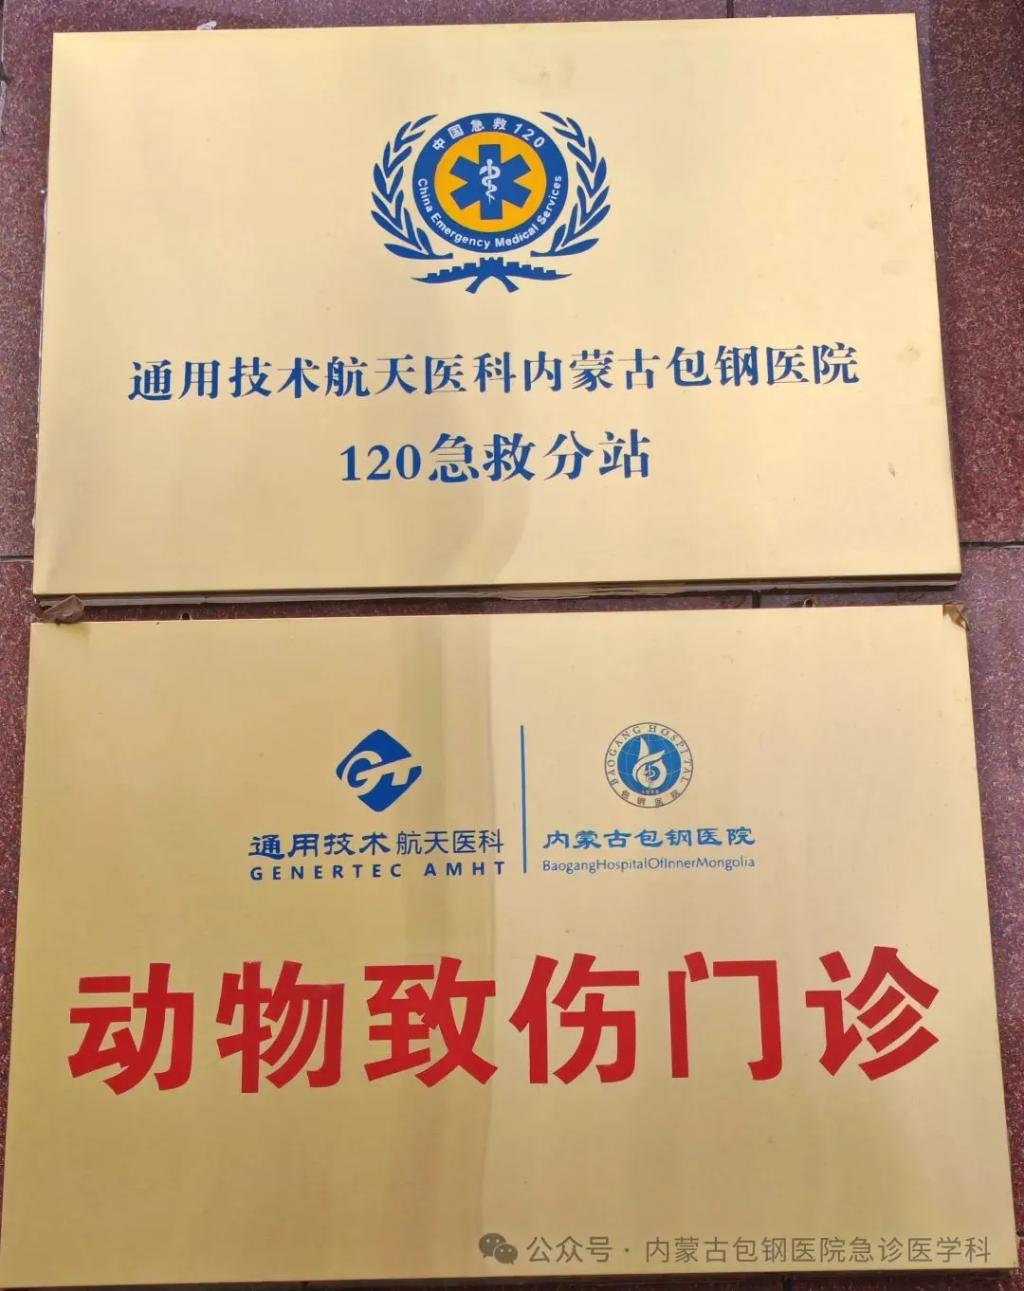 中国急救120
China Emergency Medical Services
通用技术航天医科内蒙古包钢医院
120急救分站
通用技术 航天医科
GENERTEC AMHT
BAOGANG HOSPITAL
包钢医院
内蒙古包钢医院
BaogangHospitalOfInnerMongolia
动物致伤门诊
公众号·内蒙古包钢医院急诊医学科